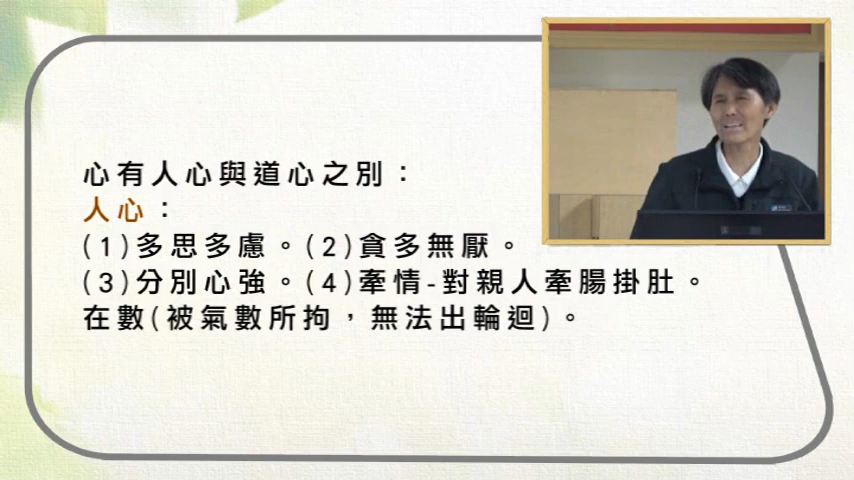 心有人心與道心之別：
人心：
(1)多思多慮。(2)貪多無厭。
(3)分別心強。(4)牽情-對親人牽腸掛肚。
在數(被氣數所拘，無法出輪迴)。